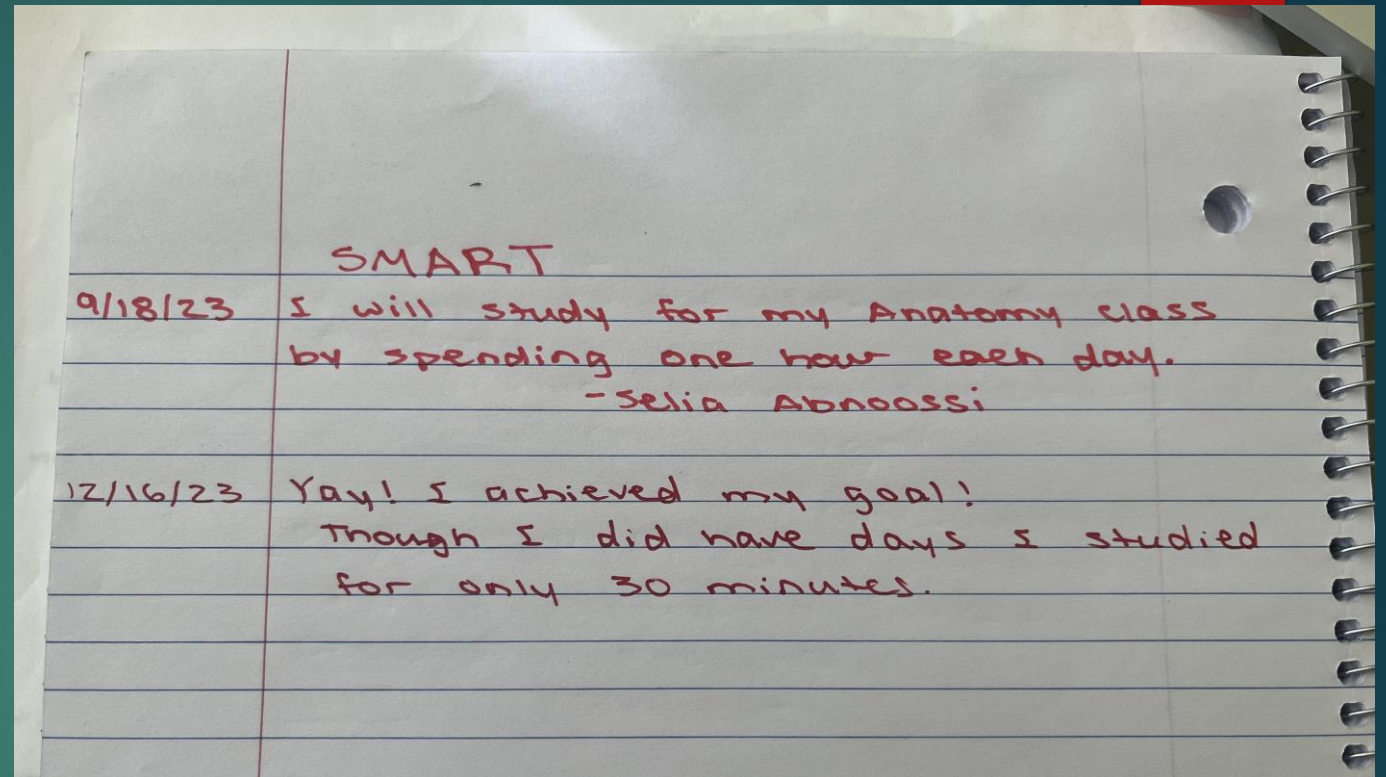 SMART
9/18/23 I will study for my Anatomy class
by spending one hour each day.
-Selia Abnoossi
12/16/23 Yay! I achieved my goal!
Though I did have days I studied
for only 30 minutes.